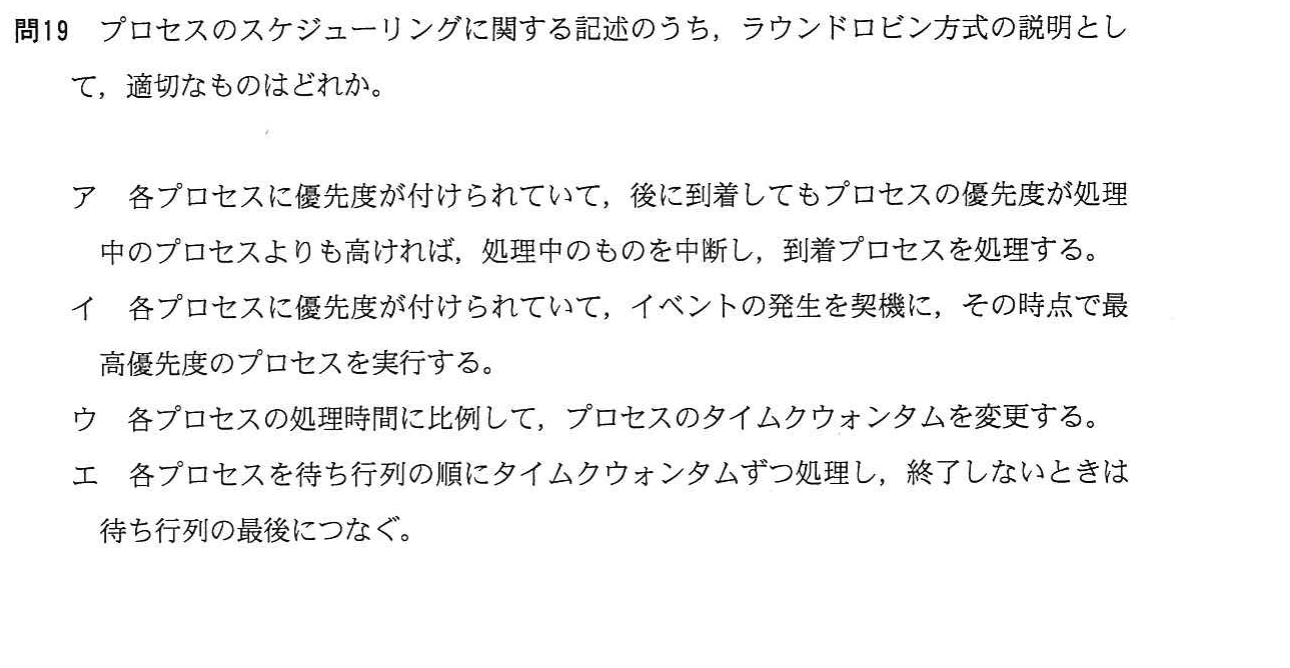 問19　プロセスのスケジューリングに関する記述のうち，ラウンドロビン方式の説明とし
て，適切なものはどれか。
ア　各プロセスに優先度が付けられていて，後に到着してもプロセスの優先度が処理
中のプロセスよりも高ければ，処理中のものを中断し，到着プロセスを処理する。
イ　各プロセスに優先度が付けられていて，イベントの発生を契機に，その時点で最
高優先度のプロセスを実行する。
ウ　各プロセスの処理時間に比例して，プロセスのタイムクウォンタムを変更する。
エ　各プロセスを待ち行列の順にタイムクウォンタムずつ処理し，終了しないときは
待ち行列の最後につなぐ。